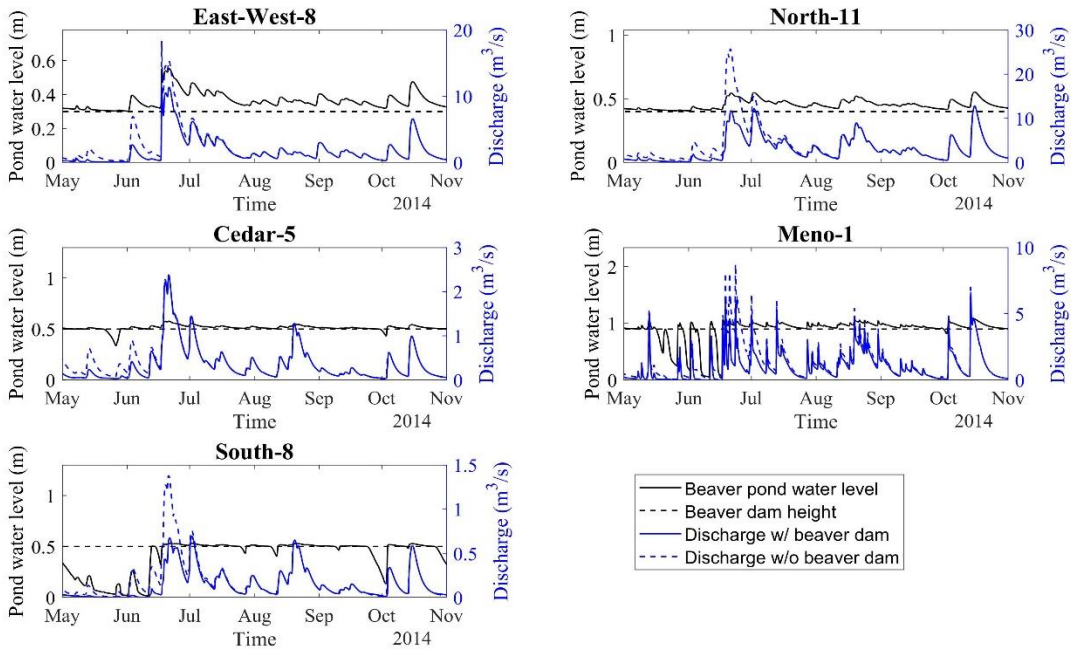 East-West-8
Pond water level (m)
0.6
0.4
0.2
0
20
10
0
Discharge (m³/s)
May Jun Jul Aug Sep Oct Nov
Time 2014
North-11
Pond water level (m)
1
0.5
0
30
20
10
0
Discharge (m³/s)
May Jun Jul Aug Sep Oct Nov
Time 2014
Cedar-5
Pond water level (m)
1
0.5
0
3
2
1
0
Discharge (m³/s)
May Jun Jul Aug Sep Oct Nov
Time 2014
Meno-1
Pond water level (m)
2
1
0
10
5
0
Discharge (m³/s)
May Jun Jul Aug Sep Oct Nov
Time 2014
South-8
Pond water level (m)
1
0.5
0
1.5
1
0.5
0
Discharge (m³/s)
May Jun Jul Aug Sep Oct Nov
Time 2014
Beaver pond water level
Beaver dam height
Discharge w/ beaver dam
Discharge w/o beaver dam